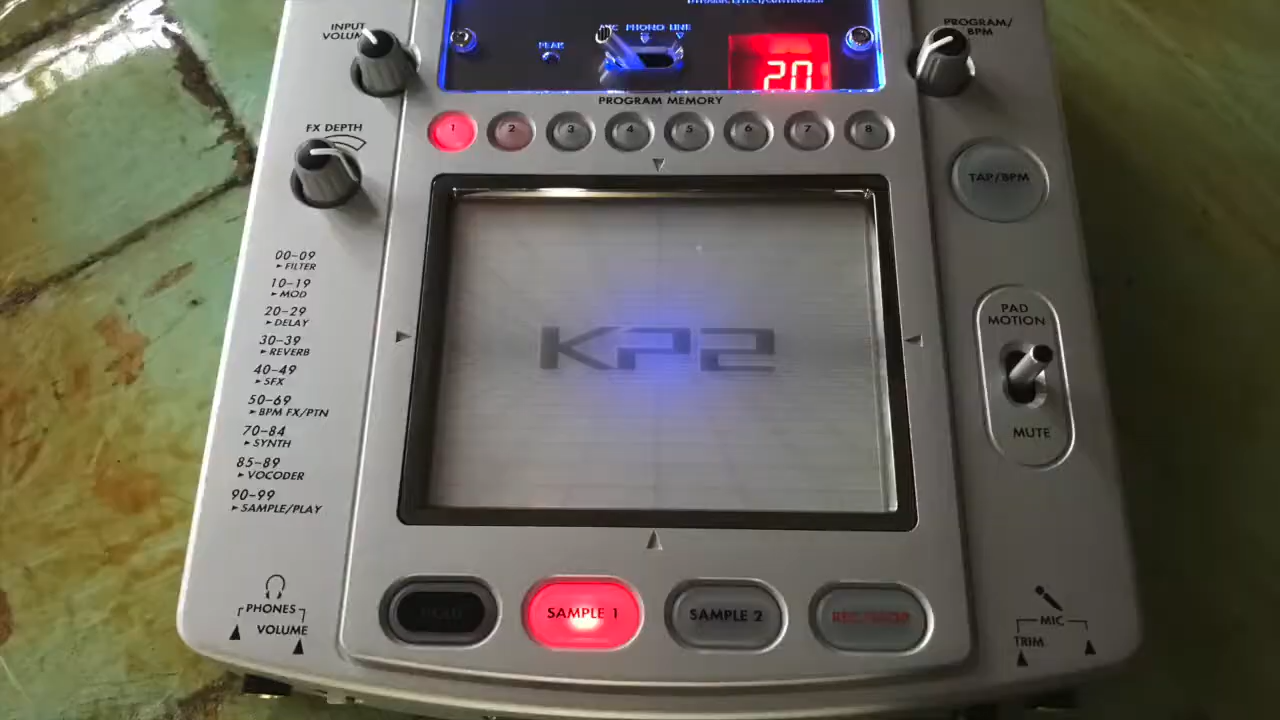 INPUT
VOLUME
PROGRAM/
BPM
MIC PHONO LINE
PEAK
20
PROGRAM MEMORY
1 2 3 4 5 6 7 8
FX DEPTH
TAP/BPM
00-09
►FILTER
10-19
►MOD
20-29
►DELAY
30-39
►REVERB
40-49
►SFX
50-69
►BPM FX/PTN
70-84
►SYNTH
85-89
►VOCODER
90-99
►SAMPLE/PLAY
KP2
PAD
MOTION
MUTE
HOLD
SAMPLE 1
SAMPLE 2
PHONES
VOLUME
MIC
TRIM